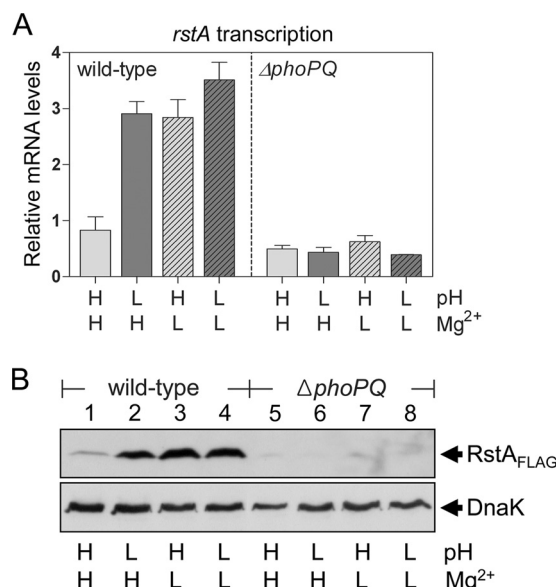 A
rstA transcription
wild-type
ΔphoPQ
Relative mRNA levels
4
3
2
1
0
H L H L H L H L pH
H H L L H H L L Mg²⁺
B
wild-type ΔphoPQ
1 2 3 4 5 6 7 8
RstA_FLAG
DnaK
H L H L H L H L pH
H H L L H H L L Mg²⁺